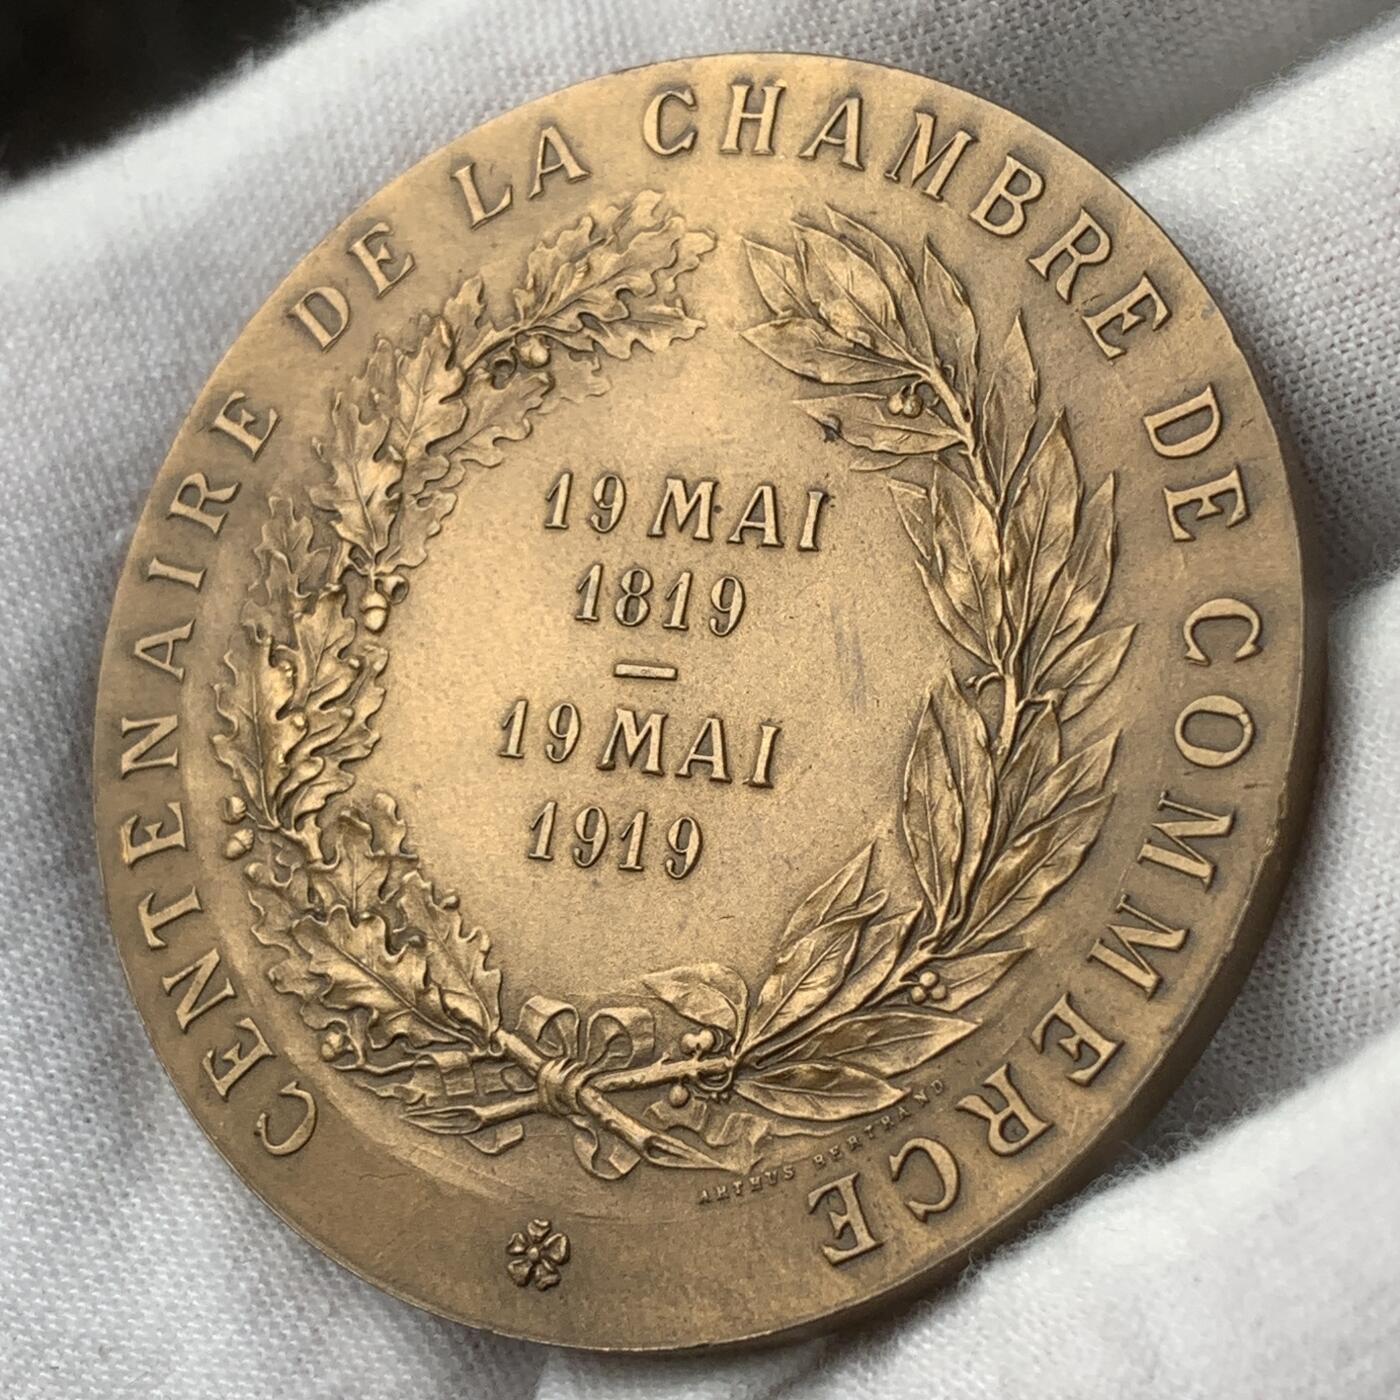 CENTENAIRE DE LA CHAMBRE DE COMMERCE
19 MAI
1819
—
19 MAI
1919
ARTHUS BERTRAND